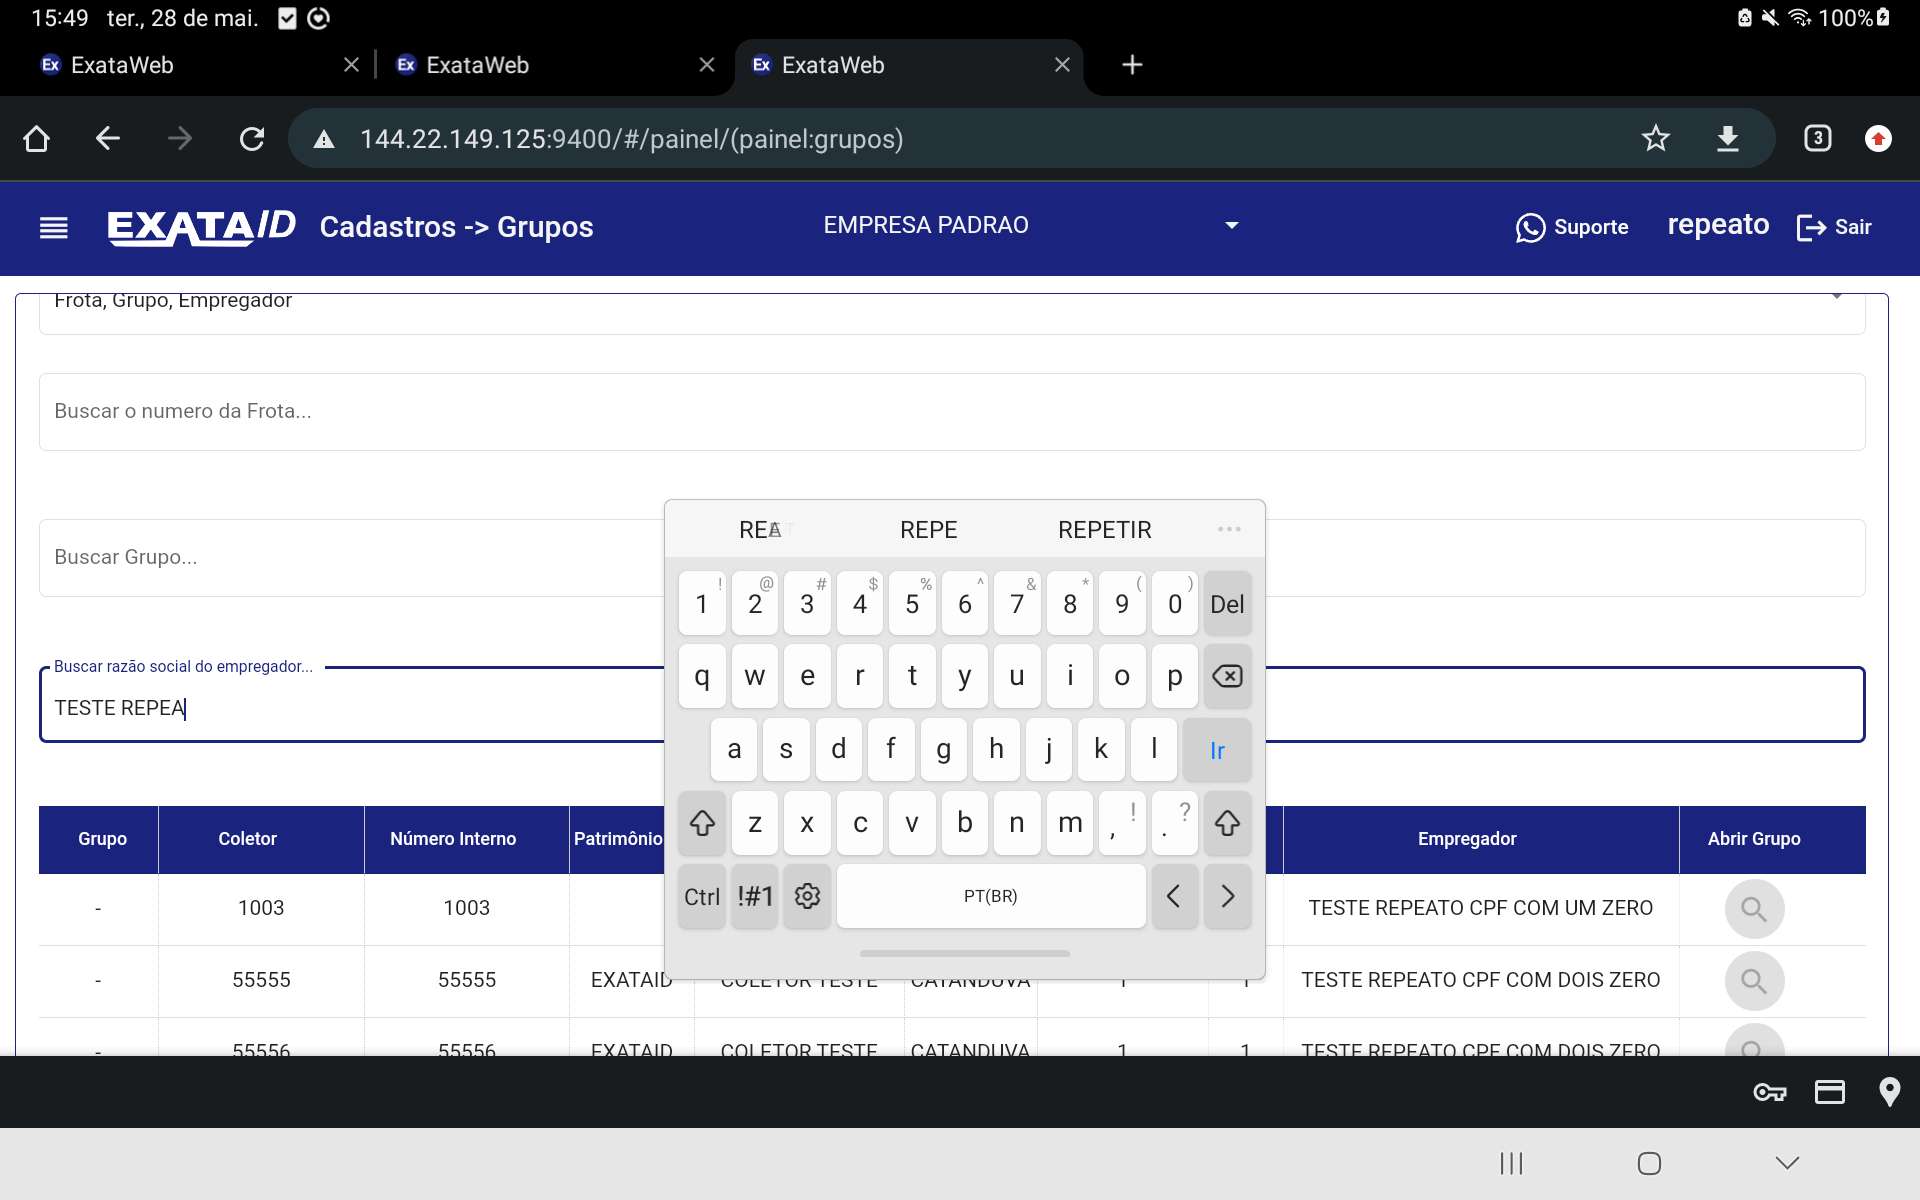 15:49 ter., 28 de mai. 100%
Ex ExataWeb
Ex ExataWeb
Ex ExataWeb
144.22.149.125:9400/#/painel/(painel:grupos)
3
EXATAID Cadastros -> Grupos EMPRESA PADRAO Suporte repeato Sair
Frota, Grupo, Empregador
Buscar o numero da Frota...
Buscar Grupo...
Buscar razão social do empregador...
TESTE REPEA
REPE REPETIR ...
1 ! 2 @ 3 # 4 $ 5 % 6 ^ 7 & 8 * 9 ( 0 ) Del
q w e r t y u i o p
a s d f g h j k l Ir
z x c v b n m , ! . ?
Ctrl !#1 PT(BR) < >
Grupo Coletor Número Interno Patrimônio Empregador Abrir Grupo
- 1003 1003 TESTE REPEATO CPF COM UM ZERO
- 55555 55555 EXATAID COLETOR TESTE CATANDUVA 1 1 TESTE REPEATO CPF COM DOIS ZERO
- 55556 55556 EXATAID COLETOR TESTE CATANDUVA 1 1 TESTE REPEATO CPF COM DOIS ZERO